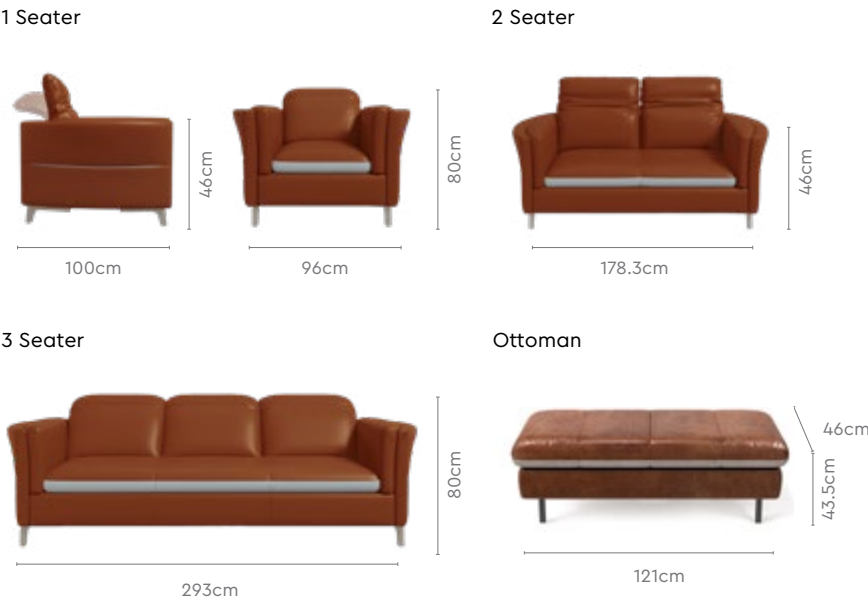 1 Seater
2 Seater
46cm
80cm
46cm
100cm
96cm
178.3cm
3 Seater
Ottoman
80cm
46cm
43.5cm
293cm
121cm